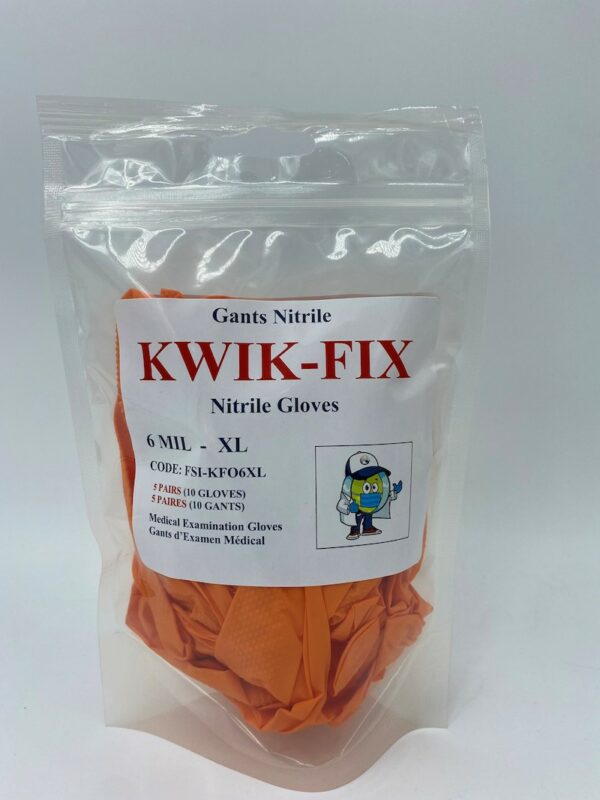 Gants Nitrile
KWIK-FIX
Nitrile Gloves
6 MIL - XL
CODE: FSI-KFO6XL
5 PAIRS (10 GLOVES)
5 PAIRES (10 GANTS)
Medical Examination Gloves
Gants d'Examen Médical